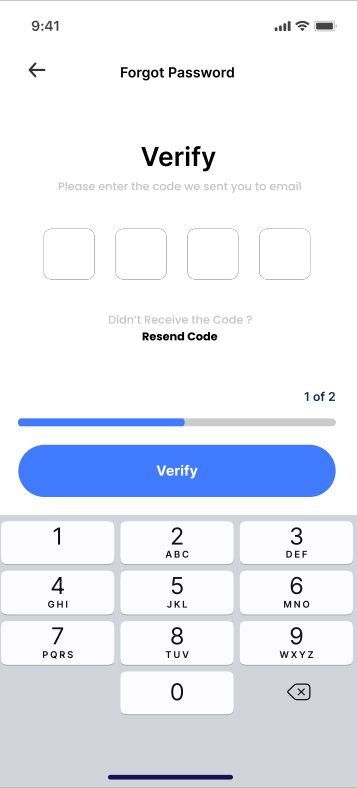 9:41
Forgot Password
Verify
Please enter the code we sent you to email
Didn't Receive the Code ?
Resend Code
1 of 2
Verify
1
2
ABC
3
DEF
4
GHI
5
JKL
6
MNO
7
PQRS
8
TUV
9
WXYZ
0